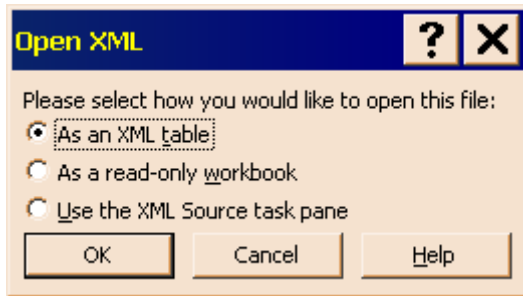 Open XML ?
Please select how you would like to open this file:
As an XML table
As a read-only workbook
Use the XML Source task pane
OK Cancel Help